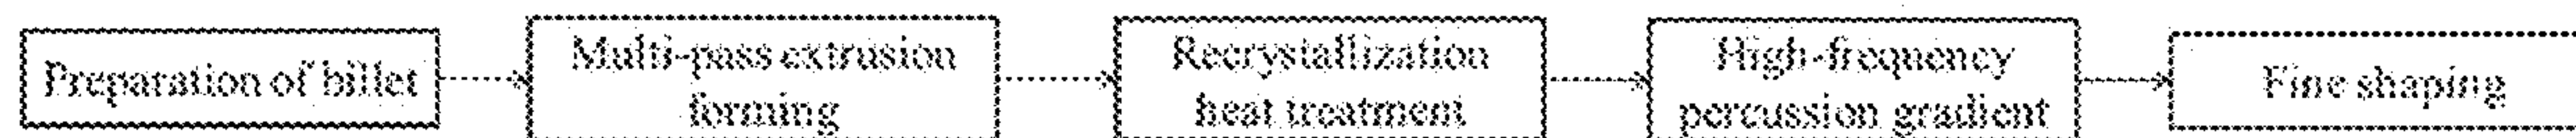 Preparation of billet
Multi-pass extrusion
forming
Recrystallization
heat treatment
High-frequency
percussion gradient
Fine shaping